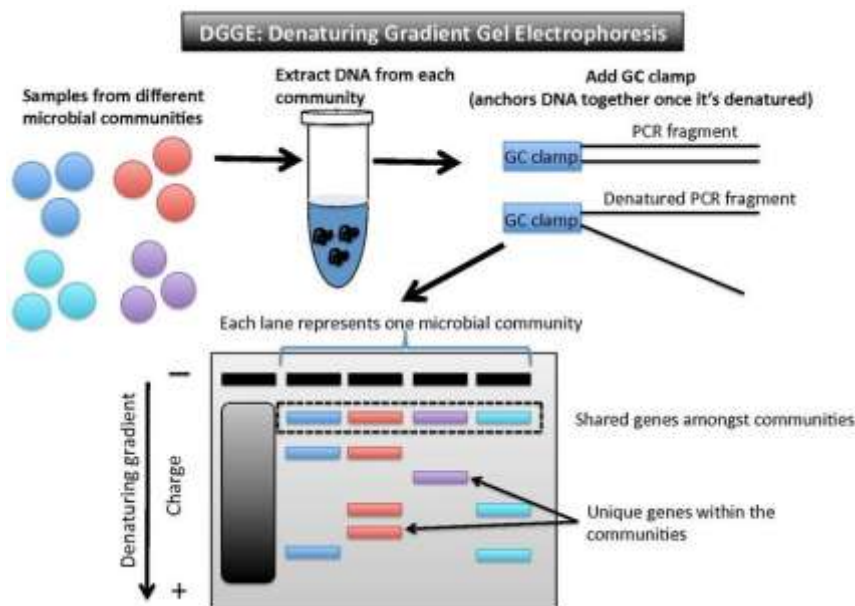 DGGE: Denaturing Gradient Gel Electrophoresis
Samples from different
microbial communities
Extract DNA from each
community
Add GC clamp
(anchors DNA together once it's denatured)
PCR fragment
GC clamp
Denatured PCR fragment
GC clamp
Each lane represents one microbial community
−
Shared genes amongst communities
Denaturing gradient
Charge
Unique genes within the
communities
+